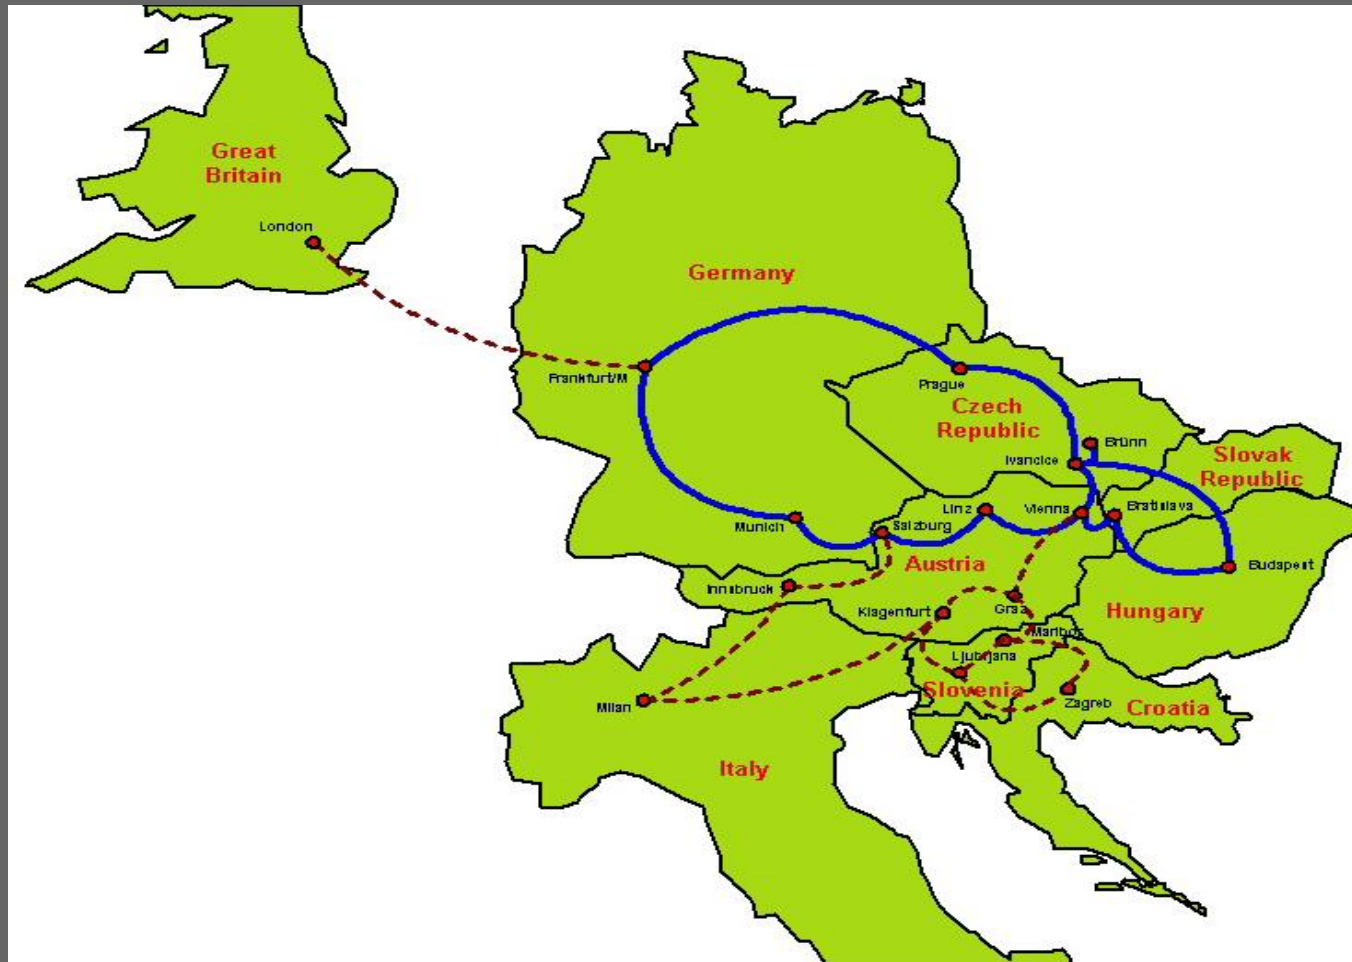 Great
Britain
London
Germany
Frankfurt/M
Prague
Czech
Republic
Brünn
Ivancice
Slovak
Republic
Munich
Salzburg
Linz
Vienna
Bratislava
Austria
Budapest
Innsbruck
Klagenfurt
Graz
Hungary
Maribor
Ljubljana
Slovenia
Zagreb
Croatia
Milan
Italy